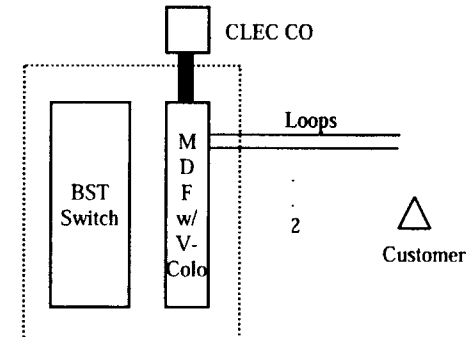 CLEC CO
Loops
M
D
F
w/
V-
Colo
BST
Switch
.
.
2
Customer